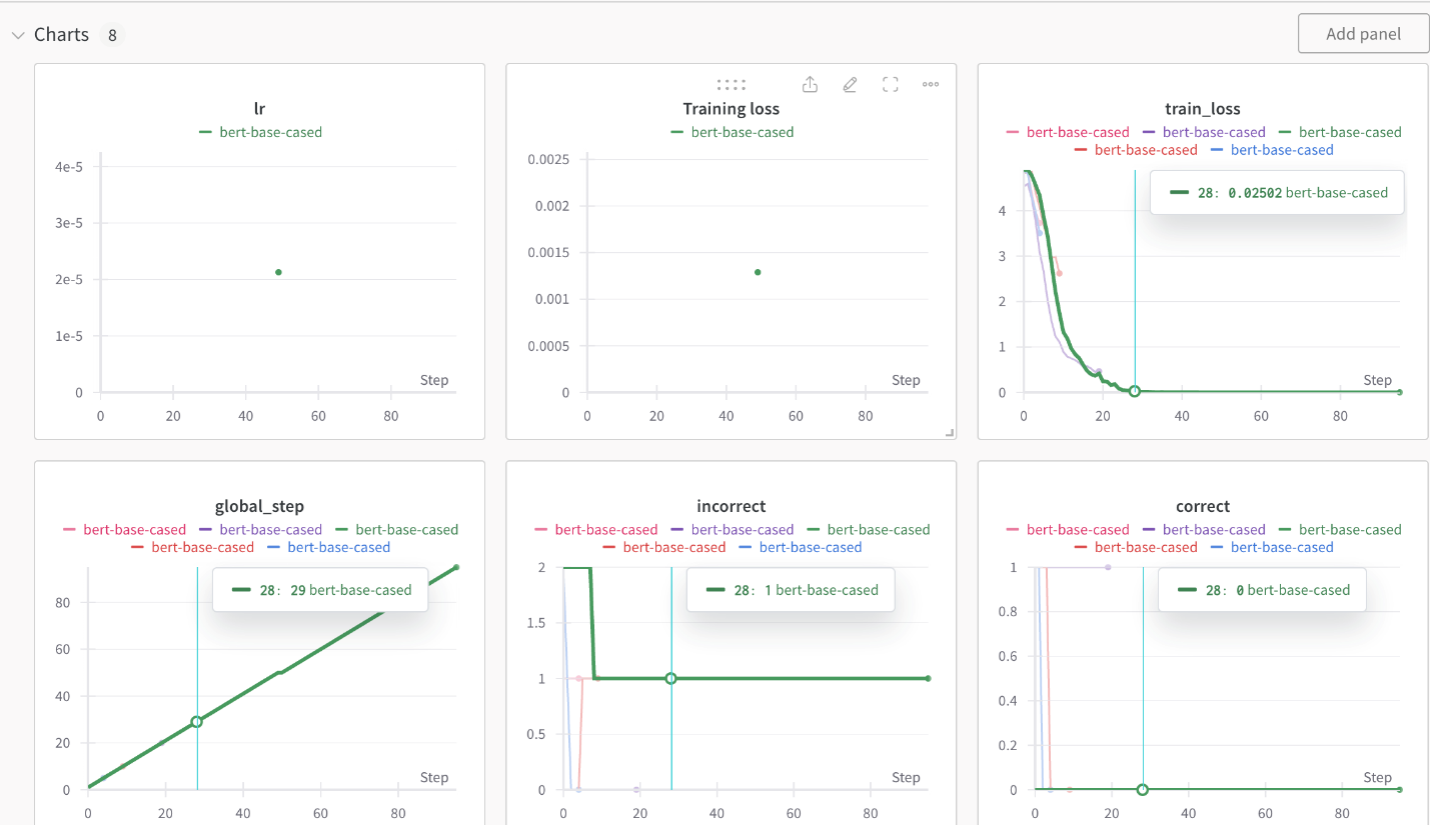 Charts 8
Add panel
lr
bert-base-cased
4e-5
3e-5
2e-5
1e-5
0
Step
0 20 40 60 80
Training loss
bert-base-cased
0.0025
0.002
0.0015
0.001
0.0005
0
Step
0 20 40 60 80
train_loss
bert-base-cased bert-base-cased bert-base-cased
bert-base-cased bert-base-cased
28: 0.02502 bert-base-cased
4
3
2
1
0
Step
0 20 40 60 80
global_step
bert-base-cased bert-base-cased bert-base-cased
bert-base-cased bert-base-cased
28: 29 bert-base-cased
80
60
40
20
0
Step
0 20 40 60 80
incorrect
bert-base-cased bert-base-cased bert-base-cased
bert-base-cased bert-base-cased
2
28: 1 bert-base-cased
1.5
1
0.5
0
Step
0 20 40 60 80
correct
bert-base-cased bert-base-cased bert-base-cased
bert-base-cased bert-base-cased
1
28: 0 bert-base-cased
0.8
0.6
0.4
0.2
0
Step
0 20 40 60 80